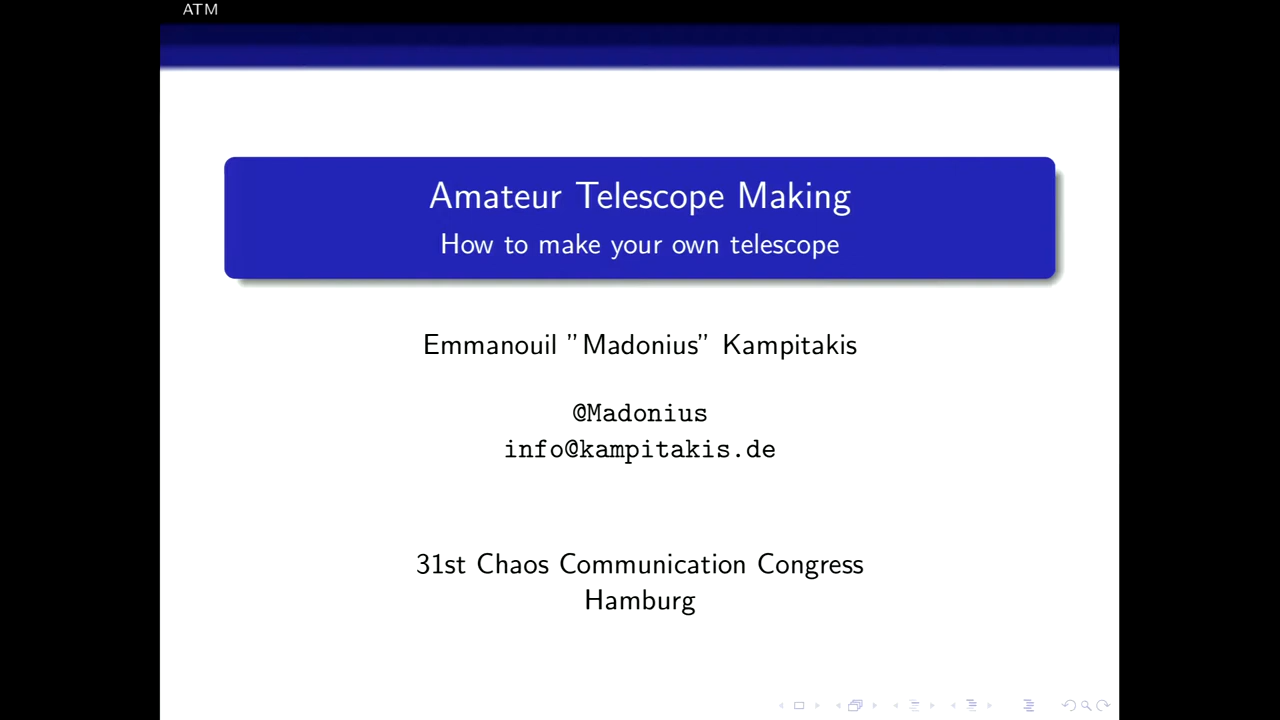 ATM
Amateur Telescope Making
How to make your own telescope
Emmanouil ”Madonius” Kampitakis
@Madonius
info@kampitakis.de
31st Chaos Communication Congress
Hamburg